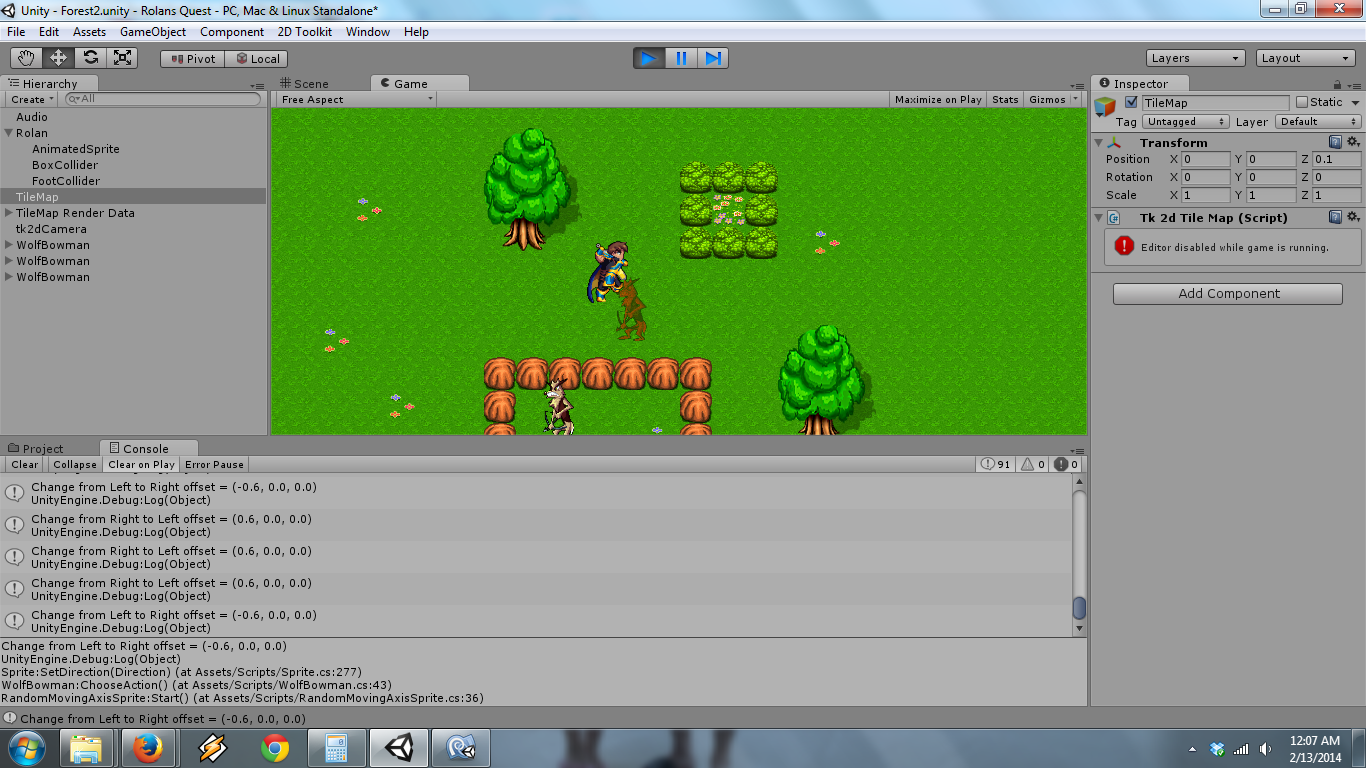 Unity - Forest2.unity - Rolans Quest - PC, Mac & Linux Standalone*
File Edit Assets GameObject Component 2D Toolkit Window Help
Pivot Local Layers Layout
Hierarchy
Create All
Audio
Rolan
AnimatedSprite
BoxCollider
FootCollider
TileMap
TileMap Render Data
tk2dCamera
WolfBowman
WolfBowman
WolfBowman
Scene Game
Free Aspect Maximize on Play Stats Gizmos
Inspector
TileMap Static
Tag Untagged Layer Default
Transform
Position X 0 Y 0 Z 0.1
Rotation X 0 Y 0 Z 0
Scale X 1 Y 1 Z 1
Tk 2d Tile Map (Script)
Editor disabled while game is running.
Add Component
Project Console
Clear Collapse Clear on Play Error Pause 91 0 0
Change from Left to Right offset = (-0.6, 0.0, 0.0)
UnityEngine.Debug:Log(Object)
Change from Right to Left offset = (0.6, 0.0, 0.0)
UnityEngine.Debug:Log(Object)
Change from Right to Left offset = (0.6, 0.0, 0.0)
UnityEngine.Debug:Log(Object)
Change from Right to Left offset = (0.6, 0.0, 0.0)
UnityEngine.Debug:Log(Object)
Change from Left to Right offset = (-0.6, 0.0, 0.0)
UnityEngine.Debug:Log(Object)
Change from Left to Right offset = (-0.6, 0.0, 0.0)
UnityEngine.Debug:Log(Object)
Sprite:SetDirection(Direction) (at Assets/Scripts/Sprite.cs:277)
WolfBowman:ChooseAction() (at Assets/Scripts/WolfBowman.cs:43)
RandomMovingAxisSprite:Start() (at Assets/Scripts/RandomMovingAxisSprite.cs:36)
Change from Left to Right offset = (-0.6, 0.0, 0.0)
12:07 AM
2/13/2014